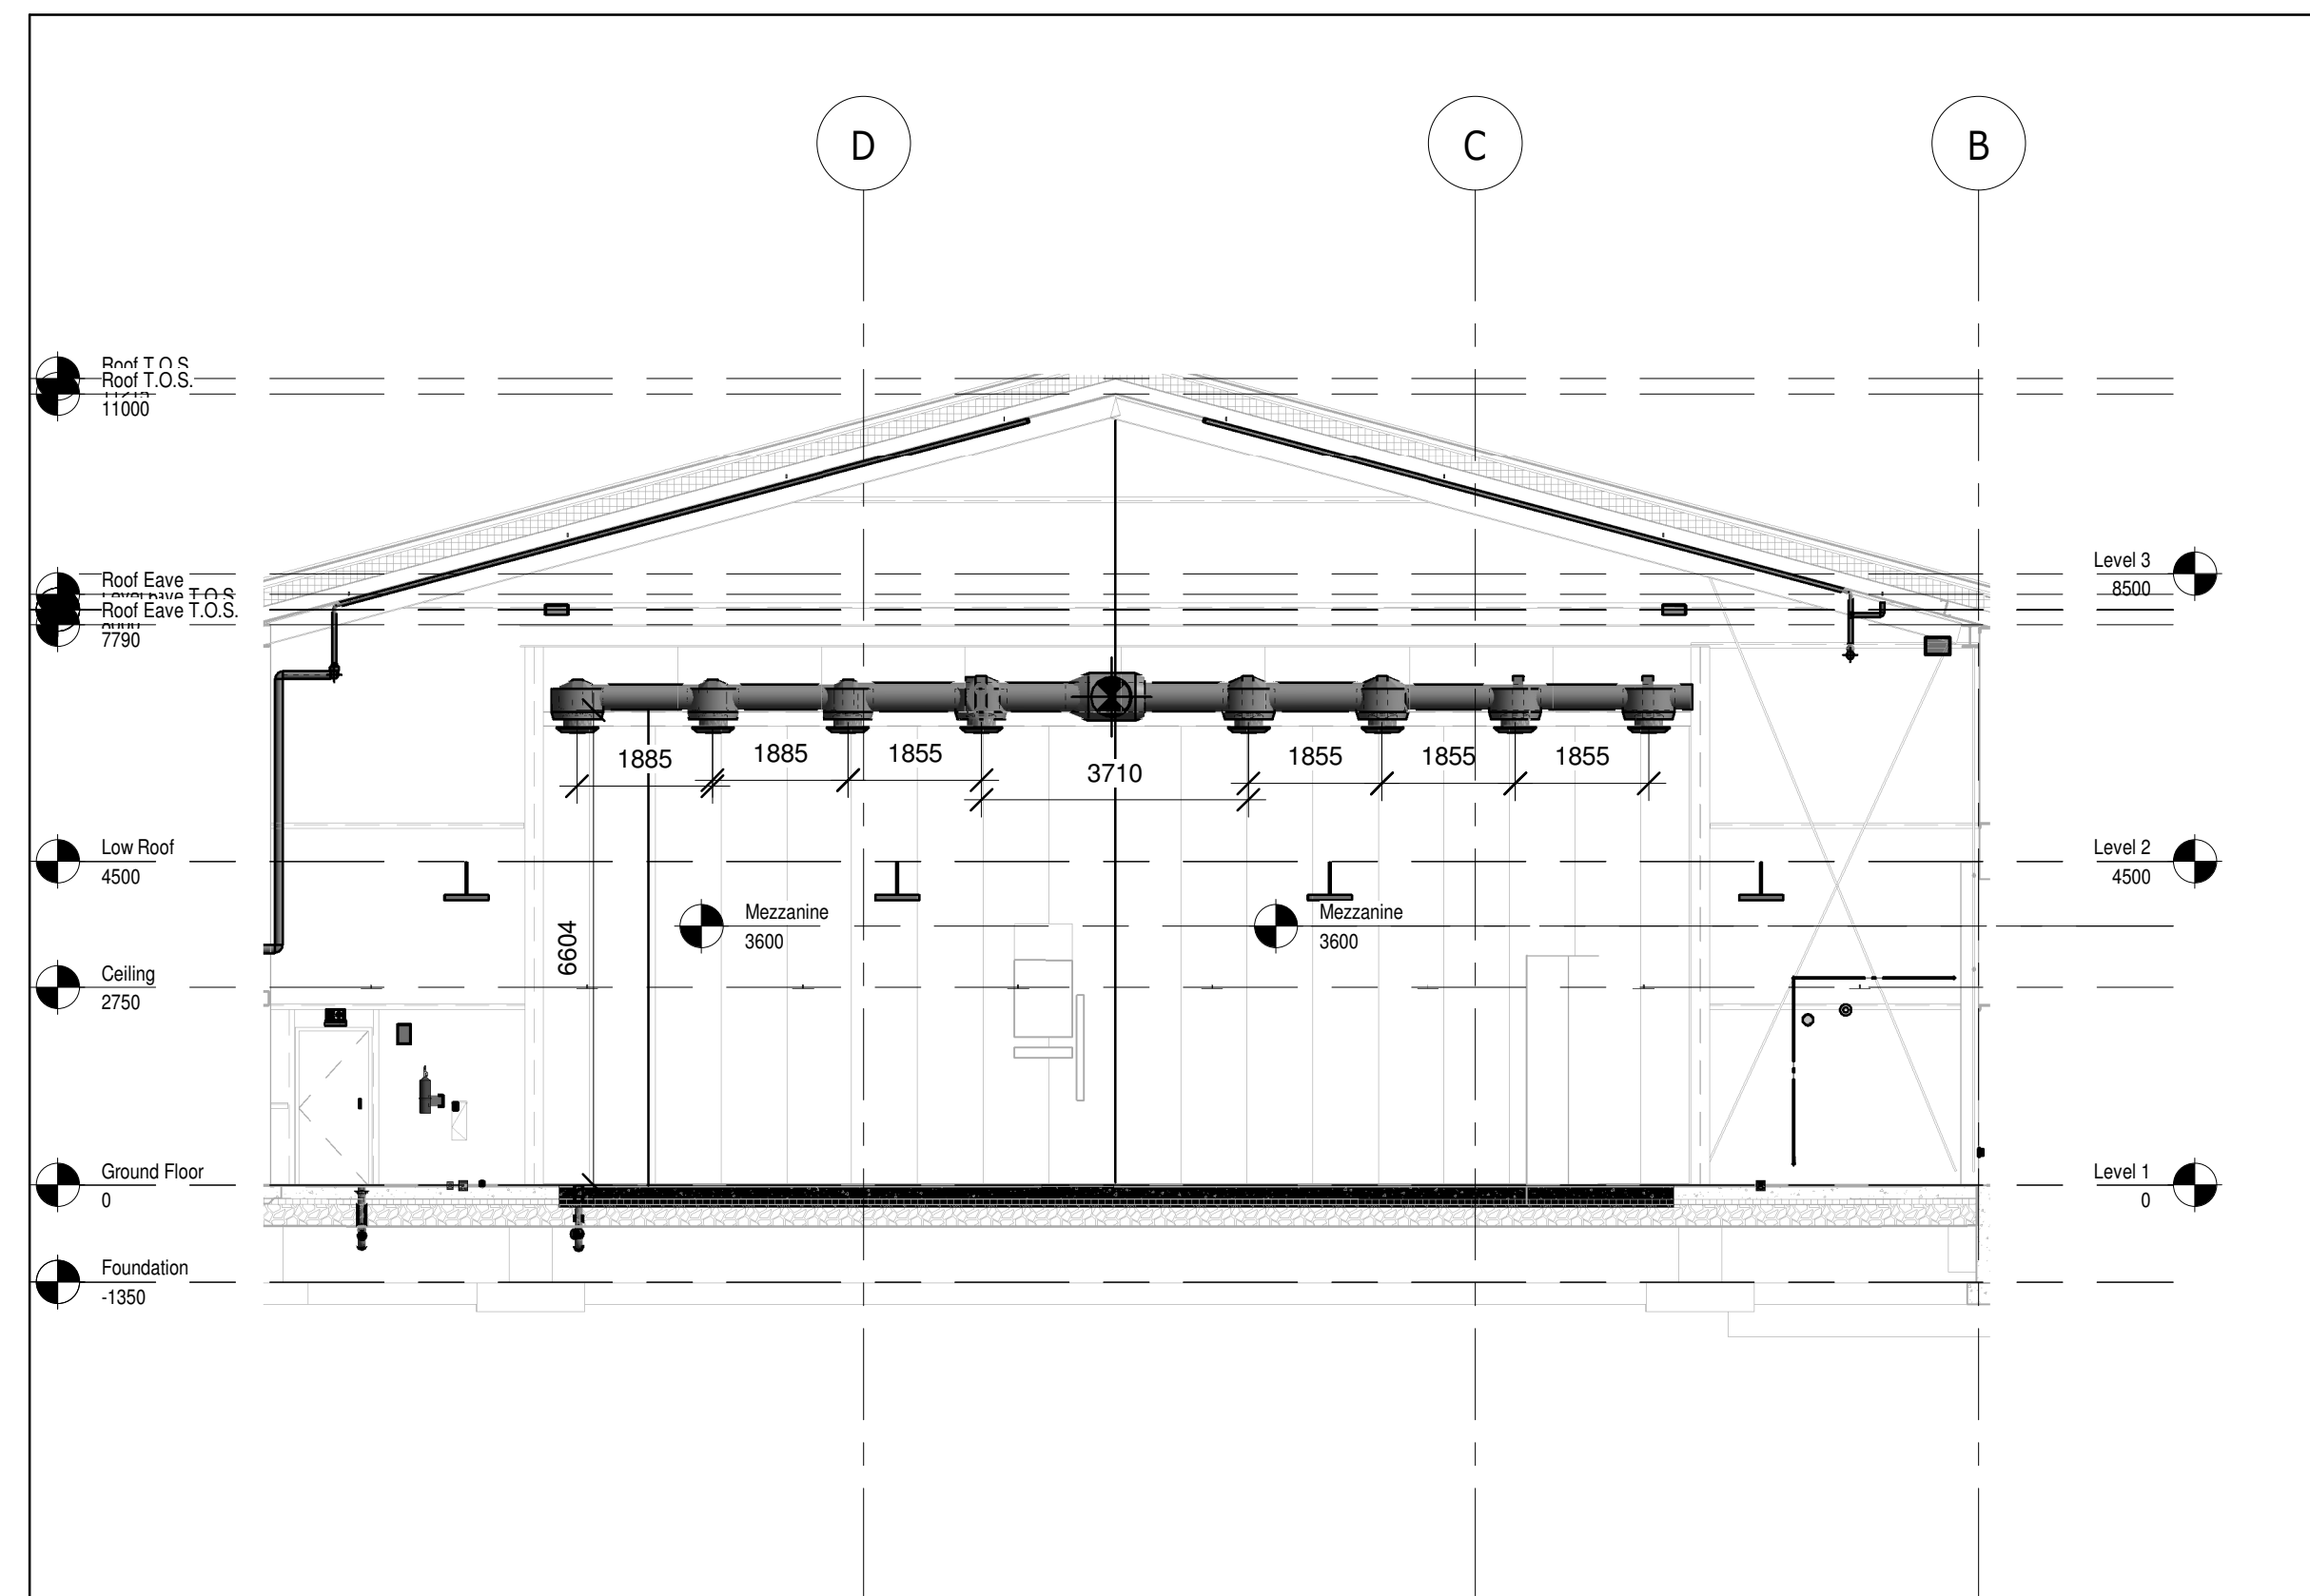 D
C
B
Roof T.O.S.
Roof T.O.S.
11000
Roof Eave
Roof Eave T.O.S.
7790
Level 3
8500
1885
1885
1855
3710
1855
1855
1855
Low Roof
4500
Level 2
4500
Mezzanine
3600
Mezzanine
3600
6604
Ceiling
2750
Ground Floor
0
Level 1
0
Foundation
-1350